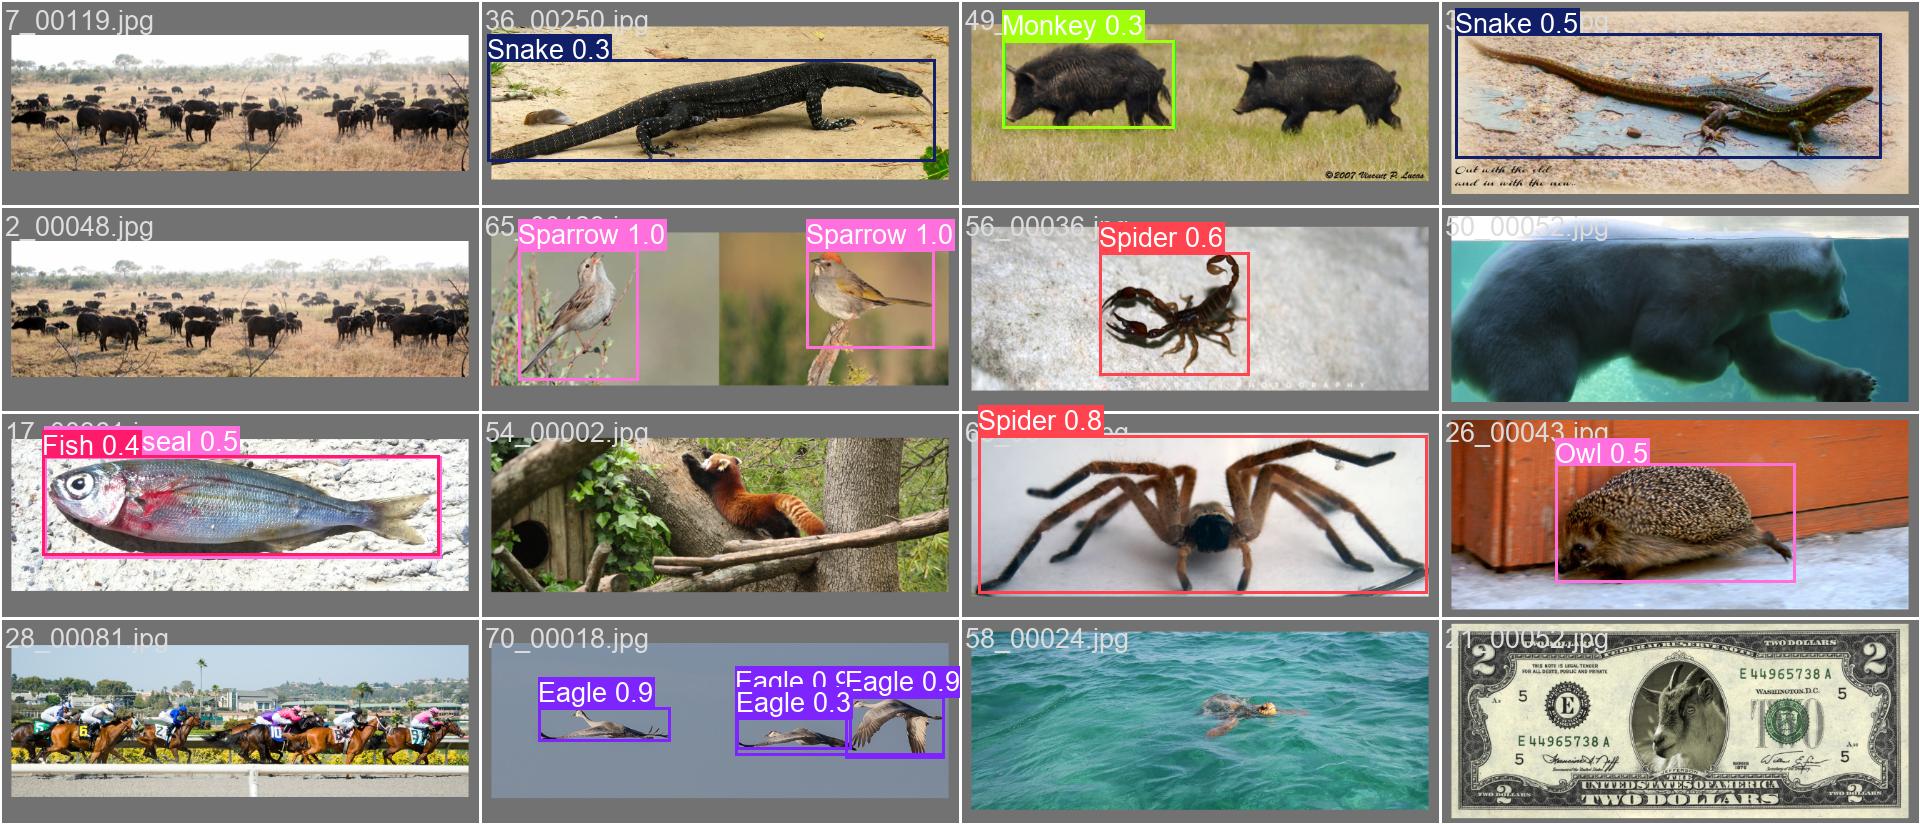 7_00119.jpg
36_00250.jpg
Snake 0.3
49_
Monkey 0.3
©2007 Vincent P. Lucas
Snake 0.5
Out with the old
and in with the new...
2_00048.jpg
65_
Sparrow 1.0
Sparrow 1.0
56_00036.jpg
Spider 0.6
50_00052.jpg
17_
Fish 0.4
seal 0.5
54_00002.jpg
Spider 0.8
26_00043.jpg
Owl 0.5
28_00081.jpg
70_00018.jpg
Eagle 0.9
Eagle 0.9
Eagle 0.3
Eagle 0.9
58_00024.jpg
21_00052.jpg
TWO DOLLARS
2
2
THIS NOTE IS LEGAL TENDER
FOR ALL DEBTS, PUBLIC AND PRIVATE
E 44965738 A
WASHINGTON, D.C.
5
5
E
TWO
E 44965738 A
5
5
THE
UNITED STATES OF AMERICA
TWO DOLLARS
2
2
TWO DOLLARS
TWO DOLLARS